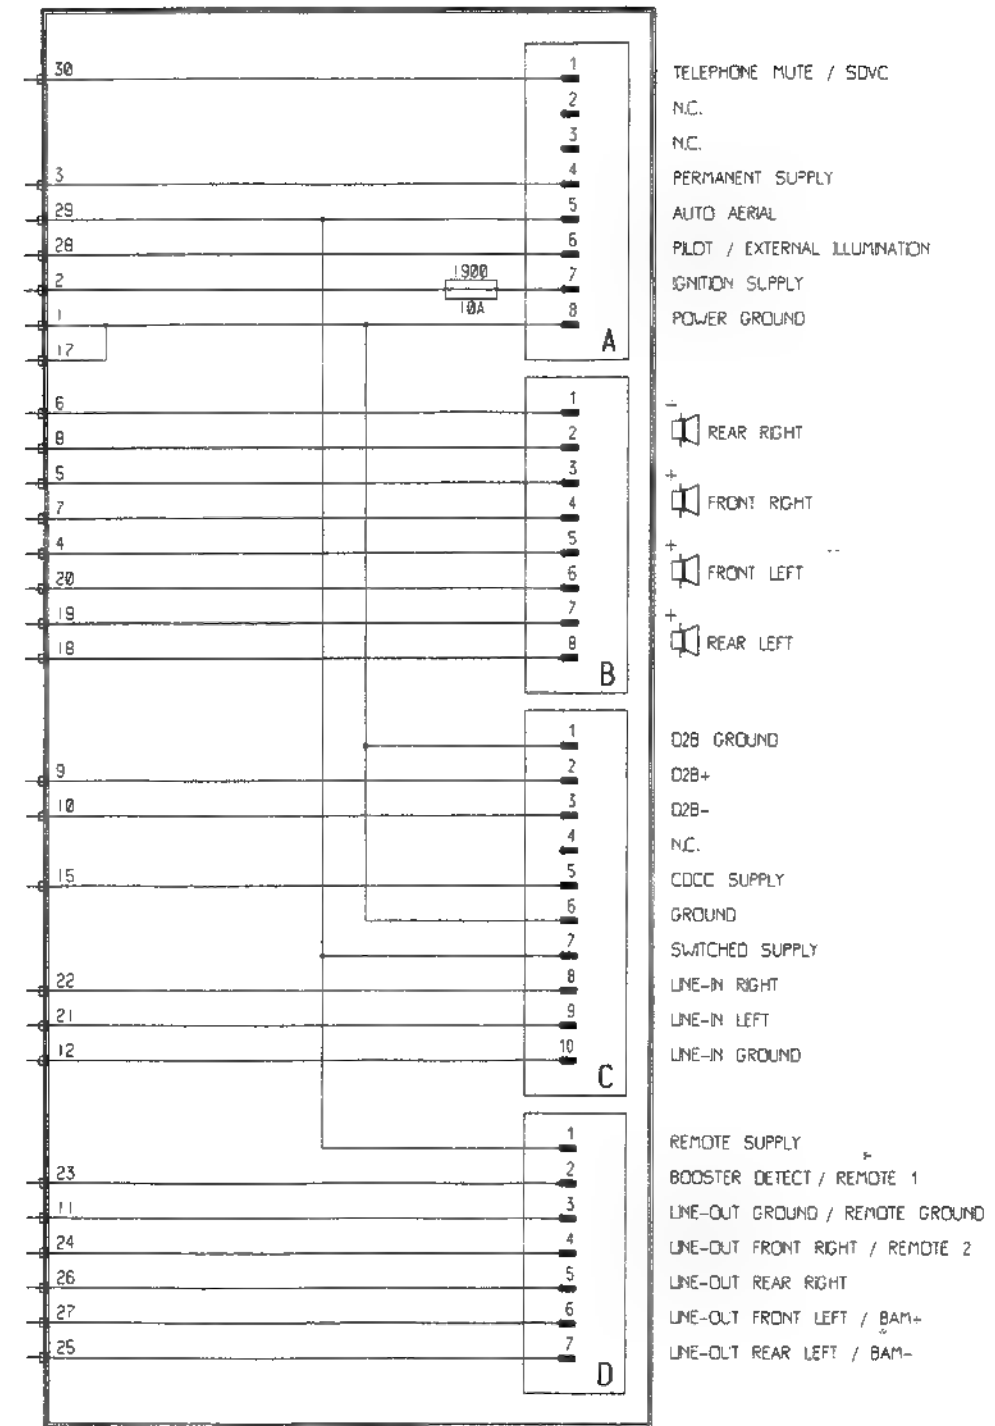 30 1 TELEPHONE MUTE / SDVC
2 N.C.
3 N.C.
3 4 PERMANENT SUPPLY
29 5 AUTO AERIAL
28 6 PILOT / EXTERNAL ILLUMINATION
1900
2 7 IGNITION SUPPLY
10A
1 8 POWER GROUND
17
A
6 1 -
8 2 REAR RIGHT
5 3 +
7 4 FRONT RIGHT
4 5 +
20 6 FRONT LEFT
19 7 +
18 8 REAR LEFT
B
1 D2B GROUND
9 2 D2B+
10 3 D2B-
4 N.C.
15 5 CDCC SUPPLY
6 GROUND
7 SWITCHED SUPPLY
22 8 LINE-IN RIGHT
21 9 LINE-IN LEFT
12 10 LINE-IN GROUND
C
1 REMOTE SUPPLY
23 2 BOOSTER DETECT / REMOTE 1
11 3 LINE-OUT GROUND / REMOTE GROUND
24 4 LINE-OUT FRONT RIGHT / REMOTE 2
26 5 LINE-OUT REAR RIGHT
27 6 LINE-OUT FRONT LEFT / BAM+
25 7 LINE-OUT REAR LEFT / BAM-
D